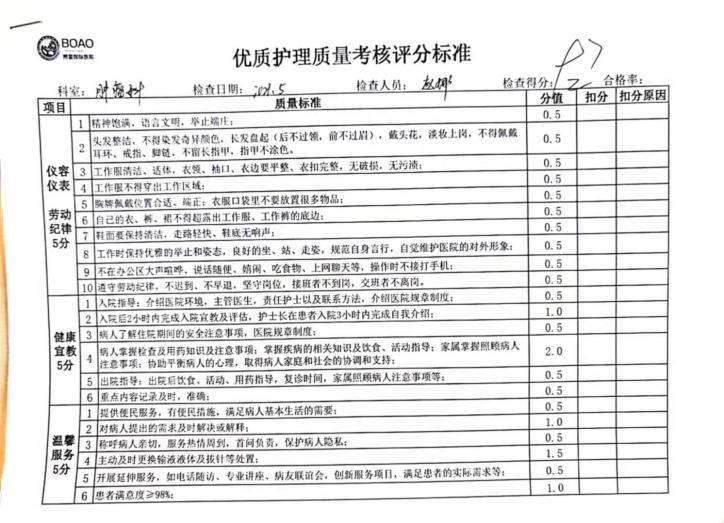 BOAO
优质护理质量考核评分标准
97
科室：肿瘤科 检查日期：2021.5 检查人员： 检查得分： 合格率：
项目 质量标准 分值 扣分 扣分原因
仪容仪表 劳动纪律 5分
1 精神饱满，语言文明，举止端庄； 0.5
2 头发整洁，不得染发奇异颜色，长发盘起（后不过领，前不过眉），戴头花，淡妆上岗，不得佩戴 0.5
耳环、戒指、脚链，不留长指甲，指甲不涂色。
3 工作服清洁、适体，衣领、袖口、衣边要平整、衣扣完整，无破损，无污渍； 0.5
4 工作服不得穿出工作区域； 0.5
5 胸牌佩戴位置合适、端正；衣服口袋里不要放置很多物品； 0.5
6 自己的衣、裤、裙不得超露出工作服、工作裤的底边； 0.5
7 鞋面要保持清洁，走路轻快、鞋底无响声； 0.5
8 工作时保持优雅的举止和姿态，良好的坐、站、走姿，规范自身言行，自觉维护医院的对外形象； 0.5
9 不在办公区大声喧哗、说话随便、嬉闹、吃食物、上网聊天等，操作时不接打手机； 0.5
10 遵守劳动纪律，不迟到、不早退，坚守岗位，接班者不到岗，交班者不离岗。 0.5
健康宣教 5分
1 入院指导：介绍医院环境，主管医生，责任护士以及联系方法，介绍医院规章制度； 0.5
2 入院后2小时内完成入院宣教及评估，护士长在患者入院3小时内完成自我介绍； 1.0
3 病人了解住院期间的安全注意事项，医院规章制度； 0.5
4 病人掌握检查及用药知识及注意事项；掌握疾病的相关知识及饮食、活动指导；家属掌握照顾病人 2.0
注意事项；协助平衡病人的心理，取得病人家庭和社会的协调和支持；
5 出院指导：出院后饮食、活动、用药指导，复诊时间，家属照顾病人注意事项等； 0.5
6 重点内容记录及时，准确； 0.5
温馨服务 5分
1 提供便民服务，有便民措施，满足病人基本生活的需要； 0.5
2 对病人提出的需求及时解决或解释； 1.0
3 称呼病人亲切，服务热情周到，首问负责，保护病人隐私； 0.5
4 主动及时更换输液液体及拔针等处置； 1.5
5 开展延伸服务，如电话随访、专业讲座、病友联谊会，创新服务项目，满足患者的实际需求等； 0.5
6 患者满意度≥98%； 1.0